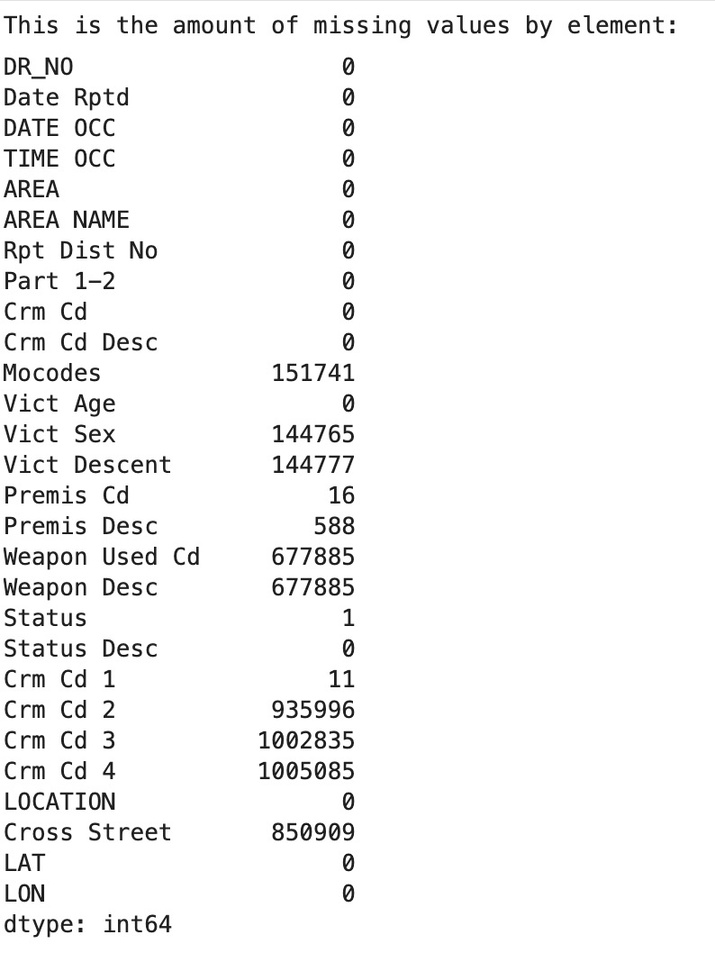 This is the amount of missing values by element:
DR_NO 0
Date Rptd 0
DATE OCC 0
TIME OCC 0
AREA 0
AREA NAME 0
Rpt Dist No 0
Part 1-2 0
Crm Cd 0
Crm Cd Desc 0
Mocodes 151741
Vict Age 0
Vict Sex 144765
Vict Descent 144777
Premis Cd 16
Premis Desc 588
Weapon Used Cd 677885
Weapon Desc 677885
Status 1
Status Desc 0
Crm Cd 1 11
Crm Cd 2 935996
Crm Cd 3 1002835
Crm Cd 4 1005085
LOCATION 0
Cross Street 850909
LAT 0
LON 0
dtype: int64